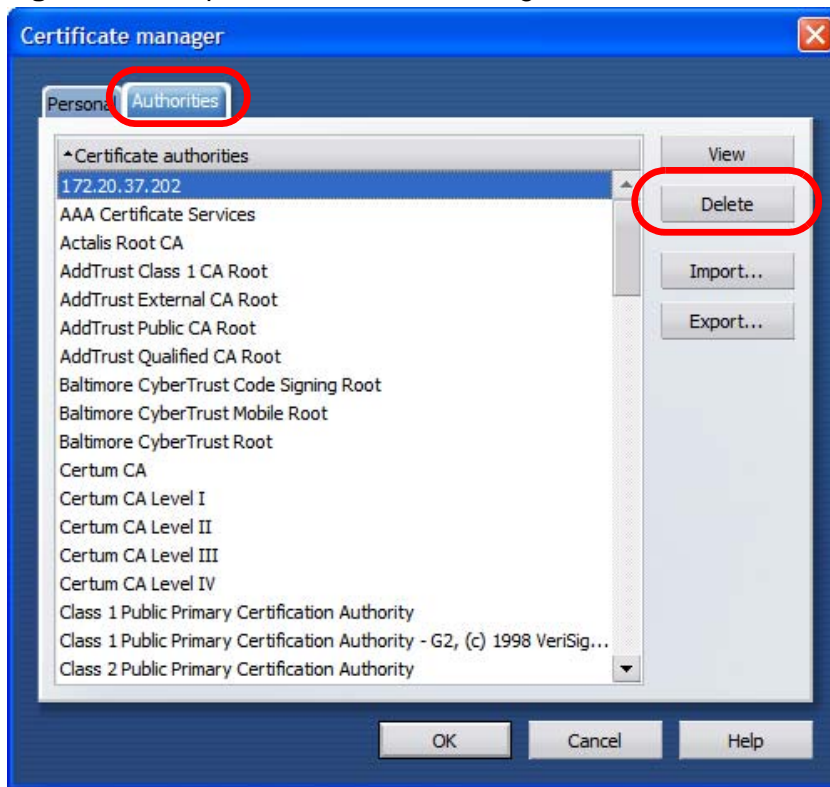 Certificate manager
Personal
Authorities
Certificate authorities
View
172.20.37.202
Delete
AAA Certificate Services
Actalis Root CA
AddTrust Class 1 CA Root
Import...
AddTrust External CA Root
AddTrust Public CA Root
Export...
AddTrust Qualified CA Root
Baltimore CyberTrust Code Signing Root
Baltimore CyberTrust Mobile Root
Baltimore CyberTrust Root
Certum CA
Certum CA Level I
Certum CA Level II
Certum CA Level III
Certum CA Level IV
Class 1 Public Primary Certification Authority
Class 1 Public Primary Certification Authority - G2, (c) 1998 VeriSig...
Class 2 Public Primary Certification Authority
OK
Cancel
Help